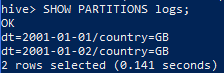 hive> SHOW PARTITIONS logs;
OK
dt=2001-01-01/country=GB
dt=2001-01-02/country=GB
2 rows selected (0.141 seconds)